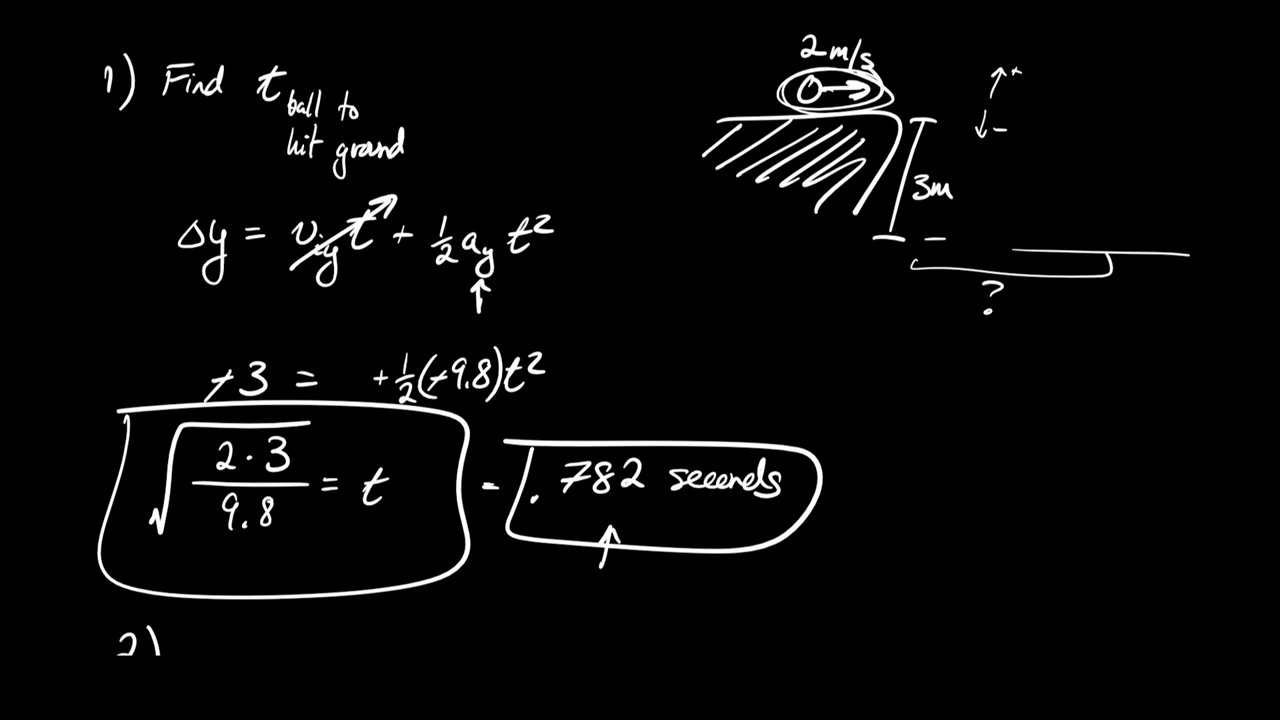 1) Find t ball to
hit ground
Δy = v_iy t + ½ a_y t²
-3 = +½(-9.8)t²
√(2·3 / 9.8) = t = .782 seconds
2)
2m/s
↑+
↓-
3m
?